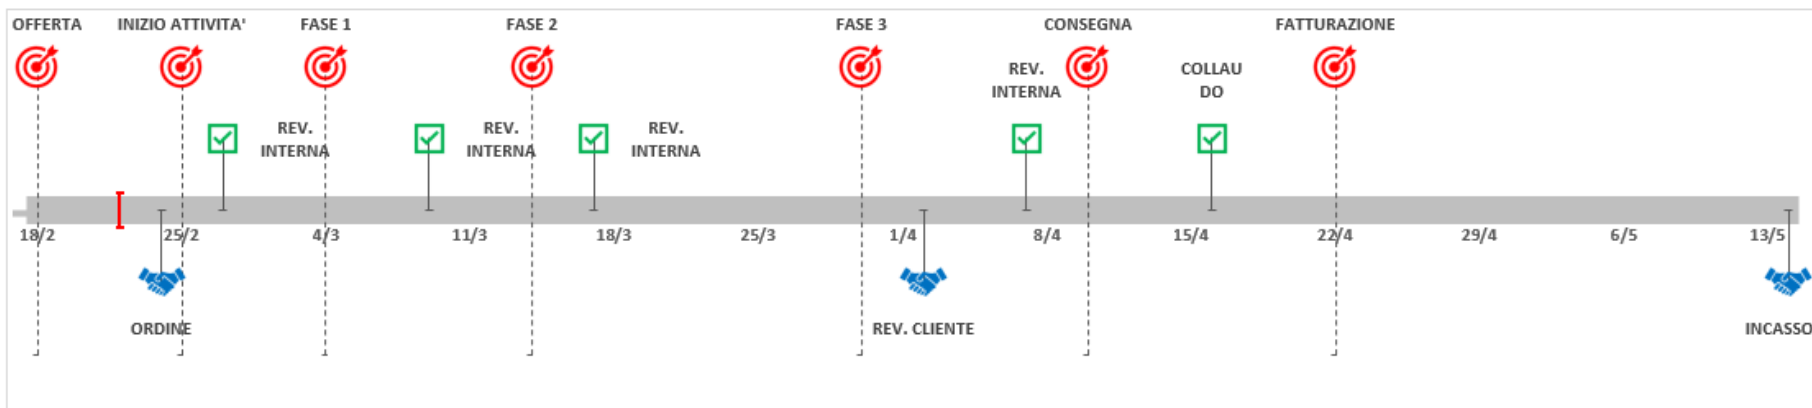 OFFERTA
INIZIO ATTIVITA'
FASE 1
FASE 2
FASE 3
CONSEGNA
FATTURAZIONE
REV.
INTERNA
COLLAU
DO
REV.
INTERNA
REV.
INTERNA
REV.
INTERNA
18/2
25/2
4/3
11/3
18/3
25/3
1/4
8/4
15/4
22/4
29/4
6/5
13/5
ORDINE
REV. CLIENTE
INCASSO